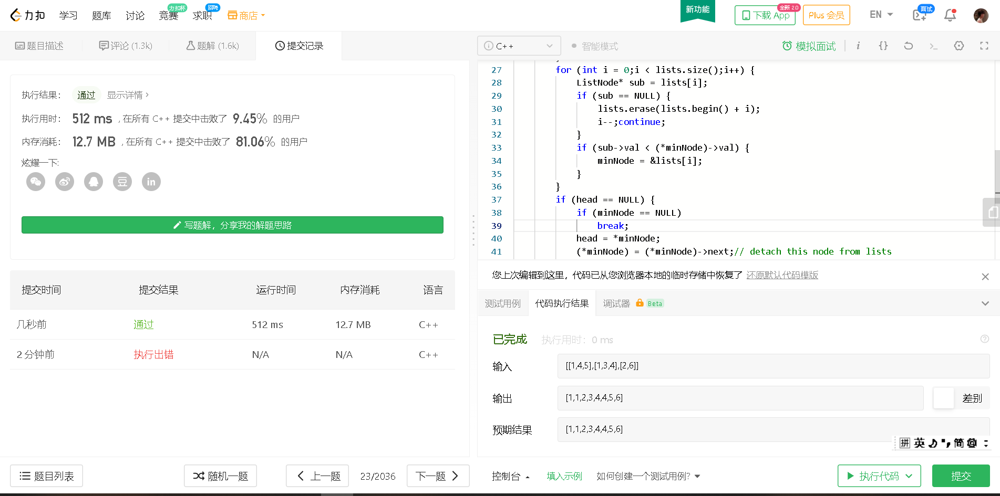 力扣 学习 题库 讨论 竞赛 力扣杯 求职 招聘 商店 新功能 下载 App 全新 2.0 Plus 会员 EN 面试
题目描述 评论 (1.3k) 题解 (1.6k) 提交记录
执行结果： 通过 显示详情 >
执行用时： 512 ms , 在所有 C++ 提交中击败了 9.45% 的用户
内存消耗： 12.7 MB , 在所有 C++ 提交中击败了 81.06% 的用户
炫耀一下:
豆 in
写题解，分享我的解题思路
提交时间 提交结果 运行时间 内存消耗 语言
几秒前 通过 512 ms 12.7 MB C++
2 分钟前 执行出错 N/A N/A C++
题目列表 随机一题 上一题 23/2036 下一题
C++ 智能模式 模拟面试 i {} >_
27 for (int i = 0;i < lists.size();i++) {
28 ListNode* sub = lists[i];
29 if (sub == NULL) {
30 lists.erase(lists.begin() + i);
31 i--;continue;
32 }
33 if (sub->val < (*minNode)->val) {
34 minNode = &lists[i];
35 }
36 }
37 if (head == NULL) {
38 if (minNode == NULL)
39 break;
40 head = *minNode;
41 (*minNode) = (*minNode)->next;// detach this node from lists
您上次编辑到这里，代码已从您浏览器本地的临时存储中恢复了 还原默认代码模版
测试用例 代码执行结果 调试器 Beta
已完成 执行用时：0 ms
输入 [[1,4,5],[1,3,4],[2,6]]
输出 [1,1,2,3,4,4,5,6] 差别
预期结果 [1,1,2,3,4,4,5,6]
拼 英 简
控制台 填入示例 如何创建一个测试用例? 执行代码 提交